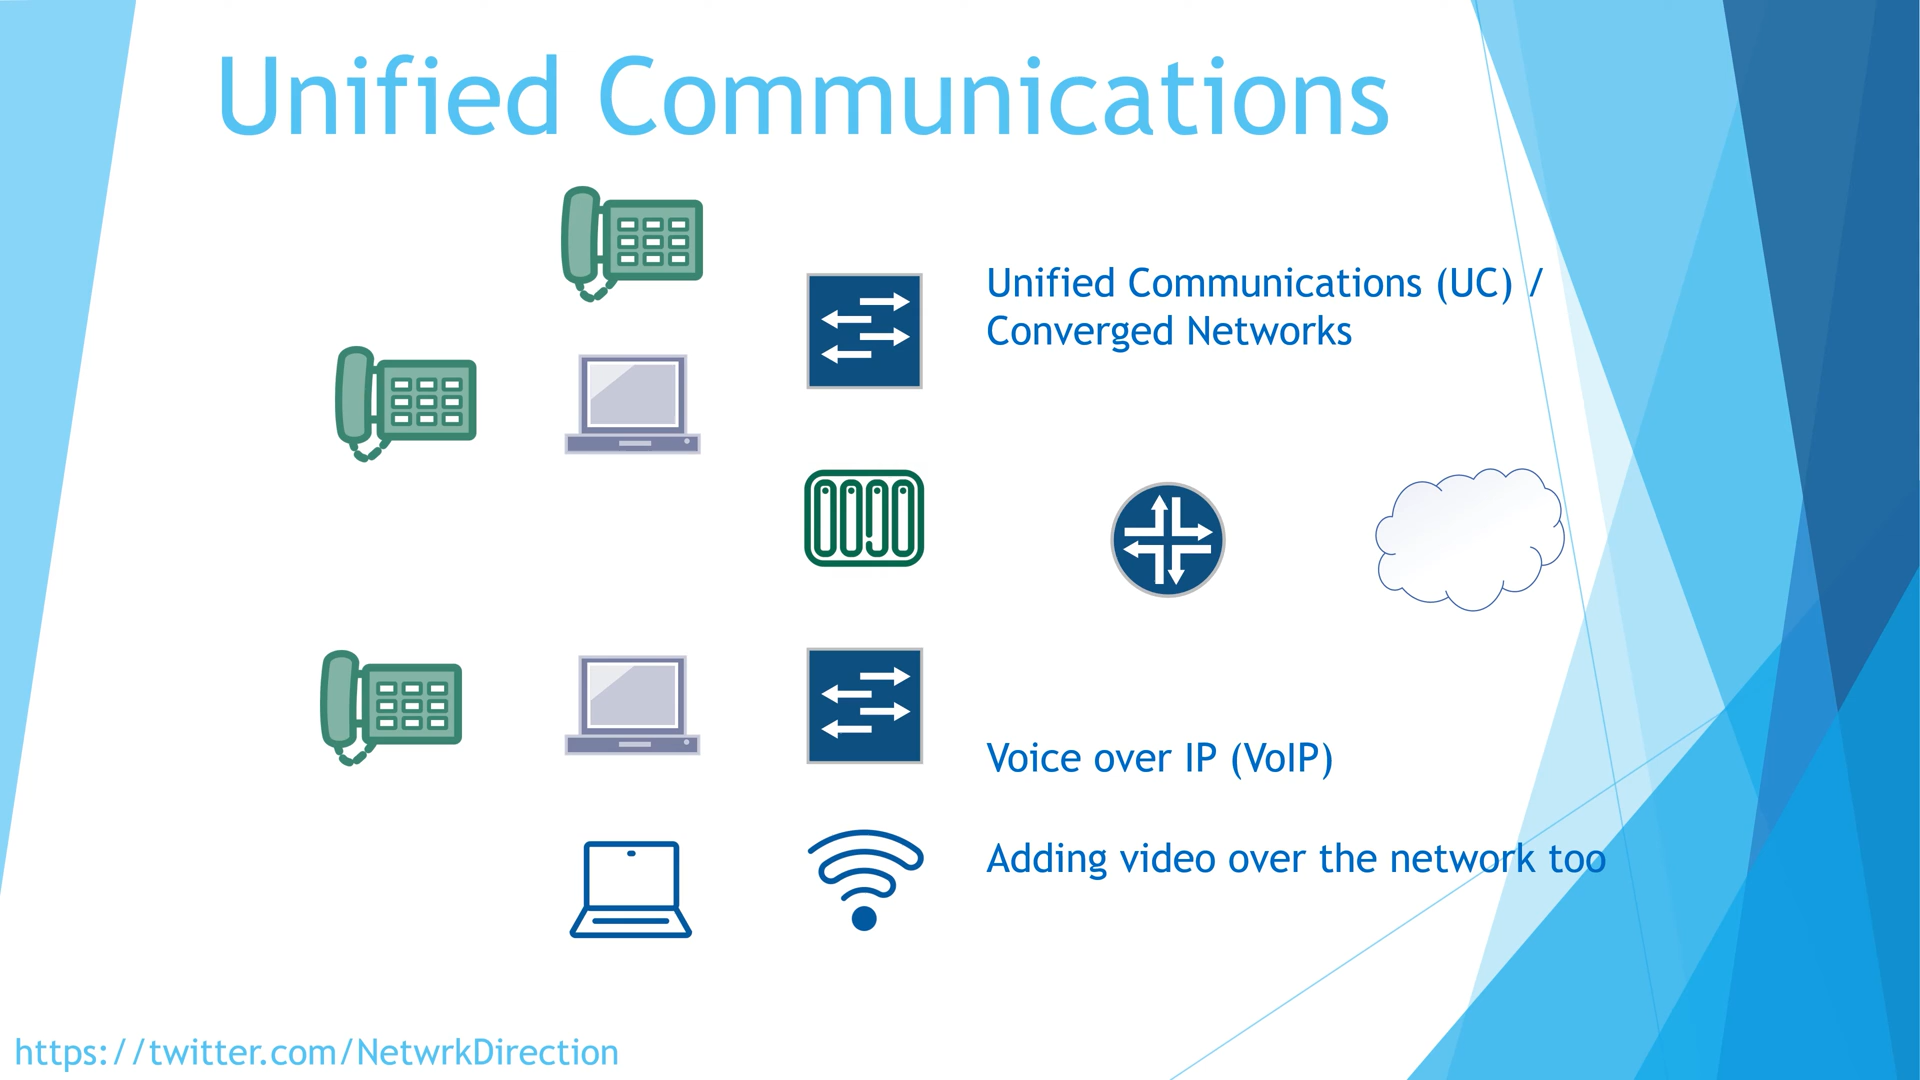 Unified Communications
Unified Communications (UC) /
Converged Networks
Voice over IP (VoIP)
Adding video over the network too
https://twitter.com/NetwrkDirection